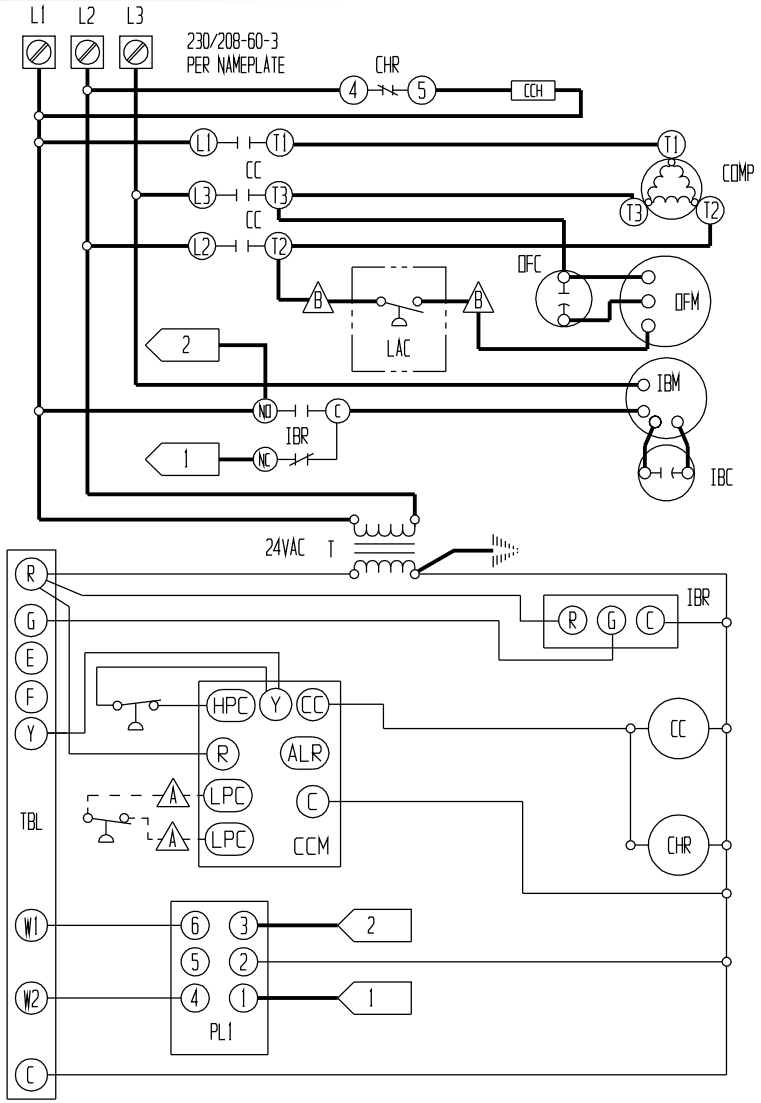 L1 L2 L3
230/208-60-3
PER NAMEPLATE
CHR
4 5 CCH
L1 T1 T1
CC
COMP
L3 T3 T3 T2
CC
L2 T2
OFC
B B OFM
LAC
2
IBM
NO C
IBR
1 NC
IBC
24VAC T
R
IBR
G R G C
E
F
HPC Y CC
Y CC
R ALR
A LPC C
TBL
A LPC CCM CHR
W1 6 3 2
5 2
W2 4 1 1
PL1
C